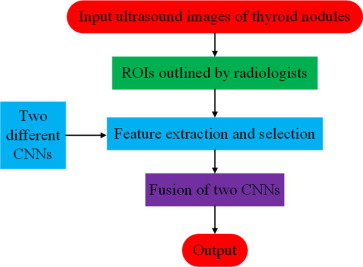 Input ultrasound images of thyroid nodules
ROIs outlined by radiologists
Two
different
CNNs
Feature extraction and selection
Fusion of two CNNs
Output